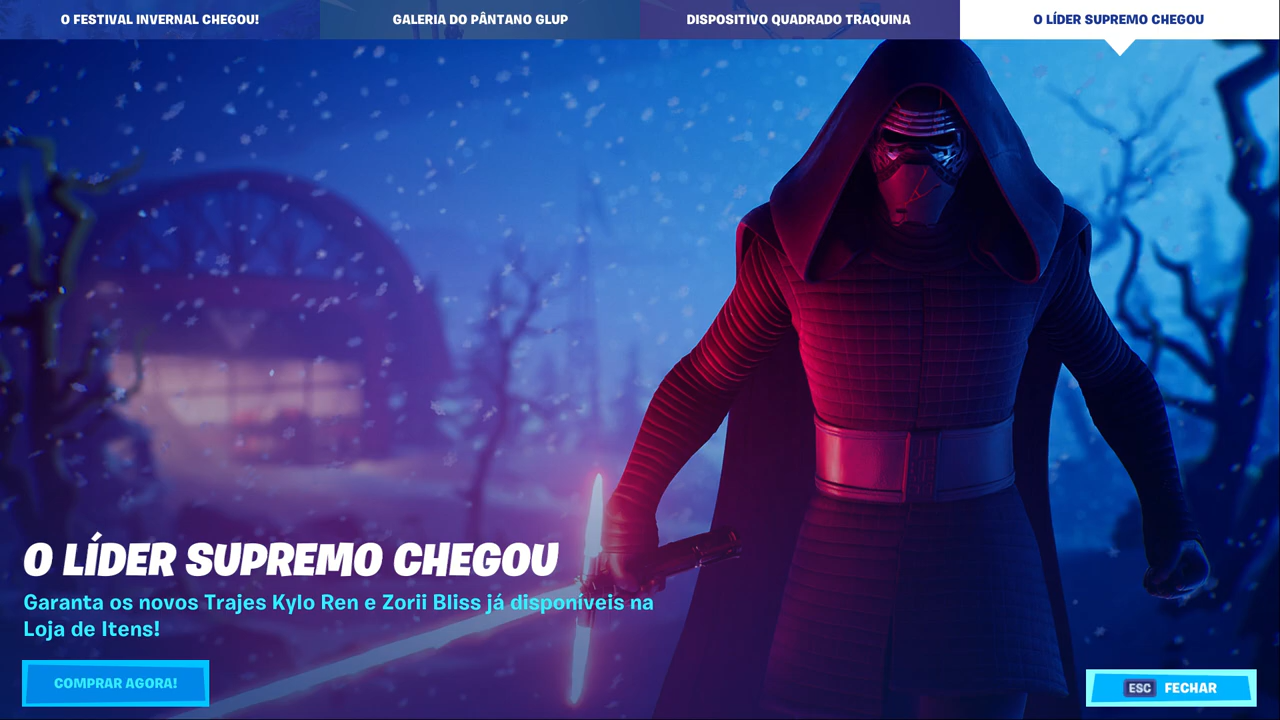 O FESTIVAL INVERNAL CHEGOU!
GALERIA DO PÂNTANO GLUP
DISPOSITIVO QUADRADO TRAQUINA
O LÍDER SUPREMO CHEGOU
O LÍDER SUPREMO CHEGOU
Garanta os novos Trajes Kylo Ren e Zorii Bliss já disponíveis na
Loja de Itens!
COMPRAR AGORA!
ESC FECHAR